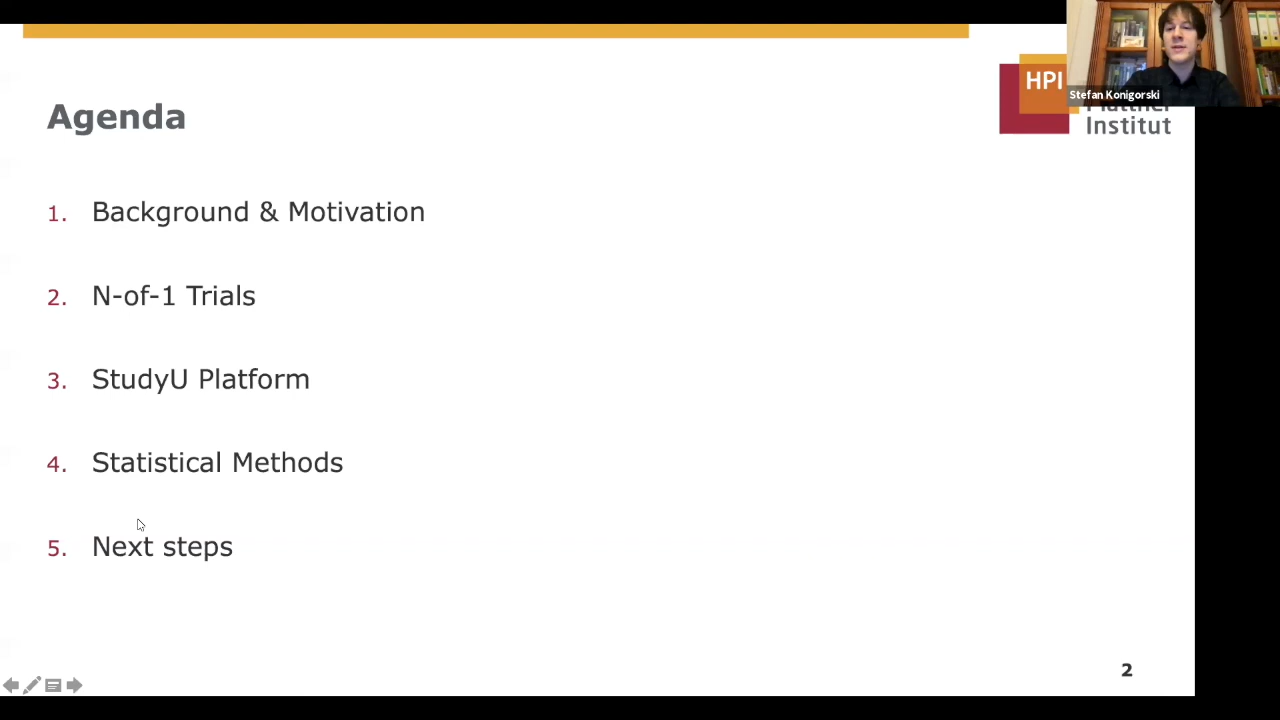 Agenda
HPI
Stefan Konigorski
Institut
1. Background & Motivation
2. N-of-1 Trials
3. StudyU Platform
4. Statistical Methods
5. Next steps
2